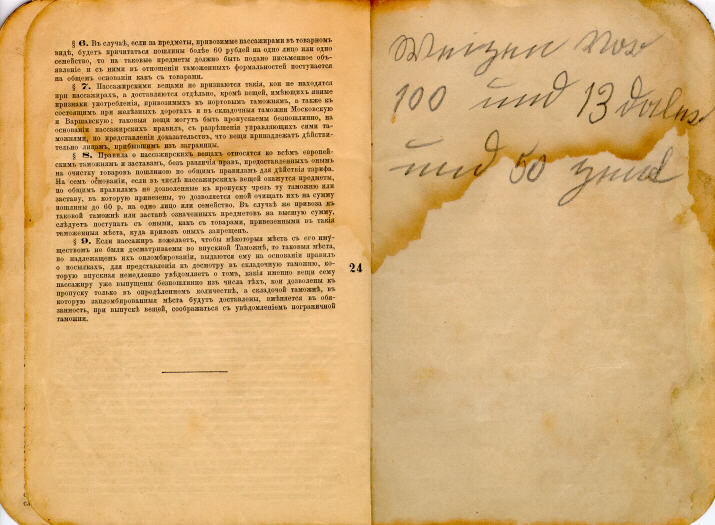 § 6. Въ случаѣ, если за предметы, привозимые пассажирами въ товарномъ
видѣ, будетъ причитаться пошлины болѣе 60 рублей на одно лицо или одно
семейство, то на таковые предметы должно быть подано письменное объ-
явленіе и съ ними въ отношеніи таможенныхъ формальностей поступается
на общемъ основаніи какъ съ товарами.
§ 7. Пассажирскими вещами не признаются такія, кои не находятся
при пассажирахъ, а доставляются отдѣльно, кромѣ вещей, имѣющихъ явные
признаки употребленія, привозимыхъ къ портовымъ таможнямъ, а также къ
состоящимъ при желѣзныхъ дорогахъ и въ складочныя таможни Московскую
и Варшавскую; таковыя вещи могутъ быть пропускаемы безпошлинно, на
основаніи пассажирскихъ правилъ, съ разрѣшенія управляющихъ сими та-
можнями, по представленіи доказательствъ, что вещи принадлежатъ дѣйстви-
тельно лицамъ, прибывшимъ изъ заграницы.
§ 8. Правила о пассажирскихъ вещахъ относятся ко всѣмъ европей-
скимъ таможнямъ и заставамъ, безъ различія правъ, предоставленныхъ онымъ
на очистку товаровъ пошлиною по общимъ правиламъ для дѣйствія тарифа.
На семъ основаніи, если въ числѣ пассажирскихъ вещей окажутся предметы,
по общимъ правиламъ не дозволенные къ пропуску чрезъ ту таможню или
заставу, въ которую привезены, то дозволяется оной очищать ихъ на сумму
пошлины до 60 р. на одно лицо или семейство. Въ случаѣ же привоза къ
таковой таможнѣ или заставѣ означенныхъ предметовъ на высшую сумму,
слѣдуетъ поступать съ оными, какъ съ товарами, привезенными въ такія
таможенныя мѣста, куда привозъ оныхъ запрещенъ.
§ 9. Если пассажиръ пожелаетъ, чтобы нѣкоторыя мѣста съ его иму-
ществомъ не были досматриваемы во впускной Таможнѣ, то таковыя мѣста,
по надлежащемъ ихъ опломбированіи, выдаются ему на основаніи правилъ
о посылкахъ, для представленія къ досмотру въ складочную таможню, ко-
торую впускная немедленно увѣдомляетъ о томъ, какія именно вещи сему
пассажиру уже выпущены безпошлинно изъ числа тѣхъ, кои дозволены къ
пропуску только въ опредѣленномъ количествѣ, а складочной таможнѣ, въ
которую запломбированныя мѣста будутъ доставлены, вмѣняется въ обя-
занность, при выпускѣ вещей, соображаться съ увѣдомленіемъ пограничной
таможни.
24
Weizen
100 und 13
und 50